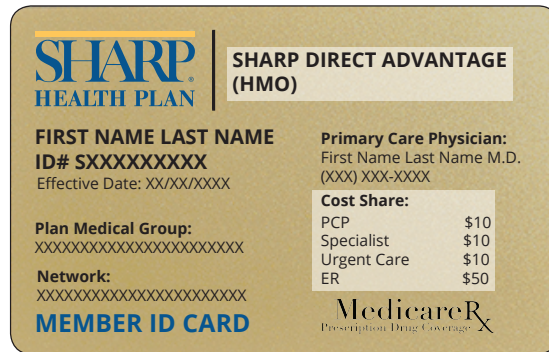 SHARP®
HEALTH PLAN
SHARP DIRECT ADVANTAGE
(HMO)
FIRST NAME LAST NAME
ID# SXXXXXXXXX
Effective Date: XX/XX/XXXX
Plan Medical Group:
XXXXXXXXXXXXXXXXXXXXXXXX
Network:
XXXXXXXXXXXXXXXXXXXXXXXX
MEMBER ID CARD
Primary Care Physician:
First Name Last Name M.D.
(XXX) XXX-XXXX
Cost Share:
PCP $10
Specialist $10
Urgent Care $10
ER $50
MedicareRx
Prescription Drug Coverage